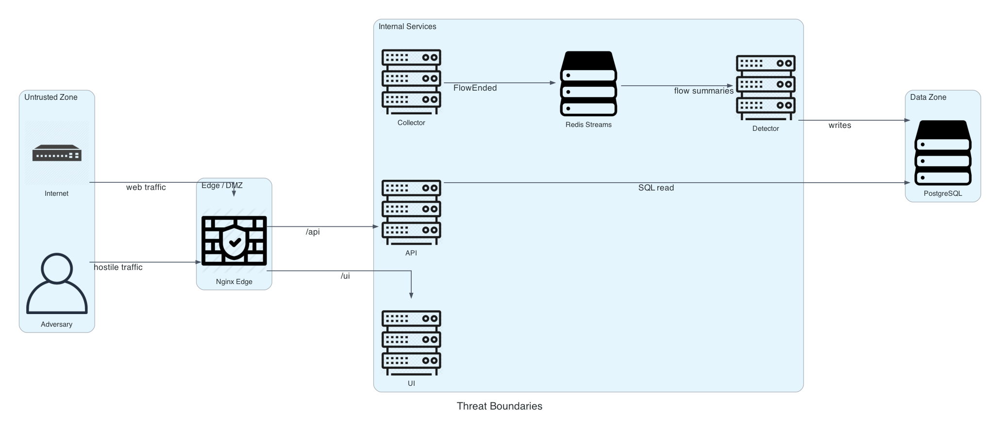 Internal Services
Untrusted Zone
Internet
Adversary
web traffic
hostile traffic
Edge / DMZ
Nginx Edge
/api
/ui
Collector
FlowEnded
Redis Streams
flow summaries
Detector
writes
Data Zone
PostgreSQL
SQL read
API
UI
Threat Boundaries